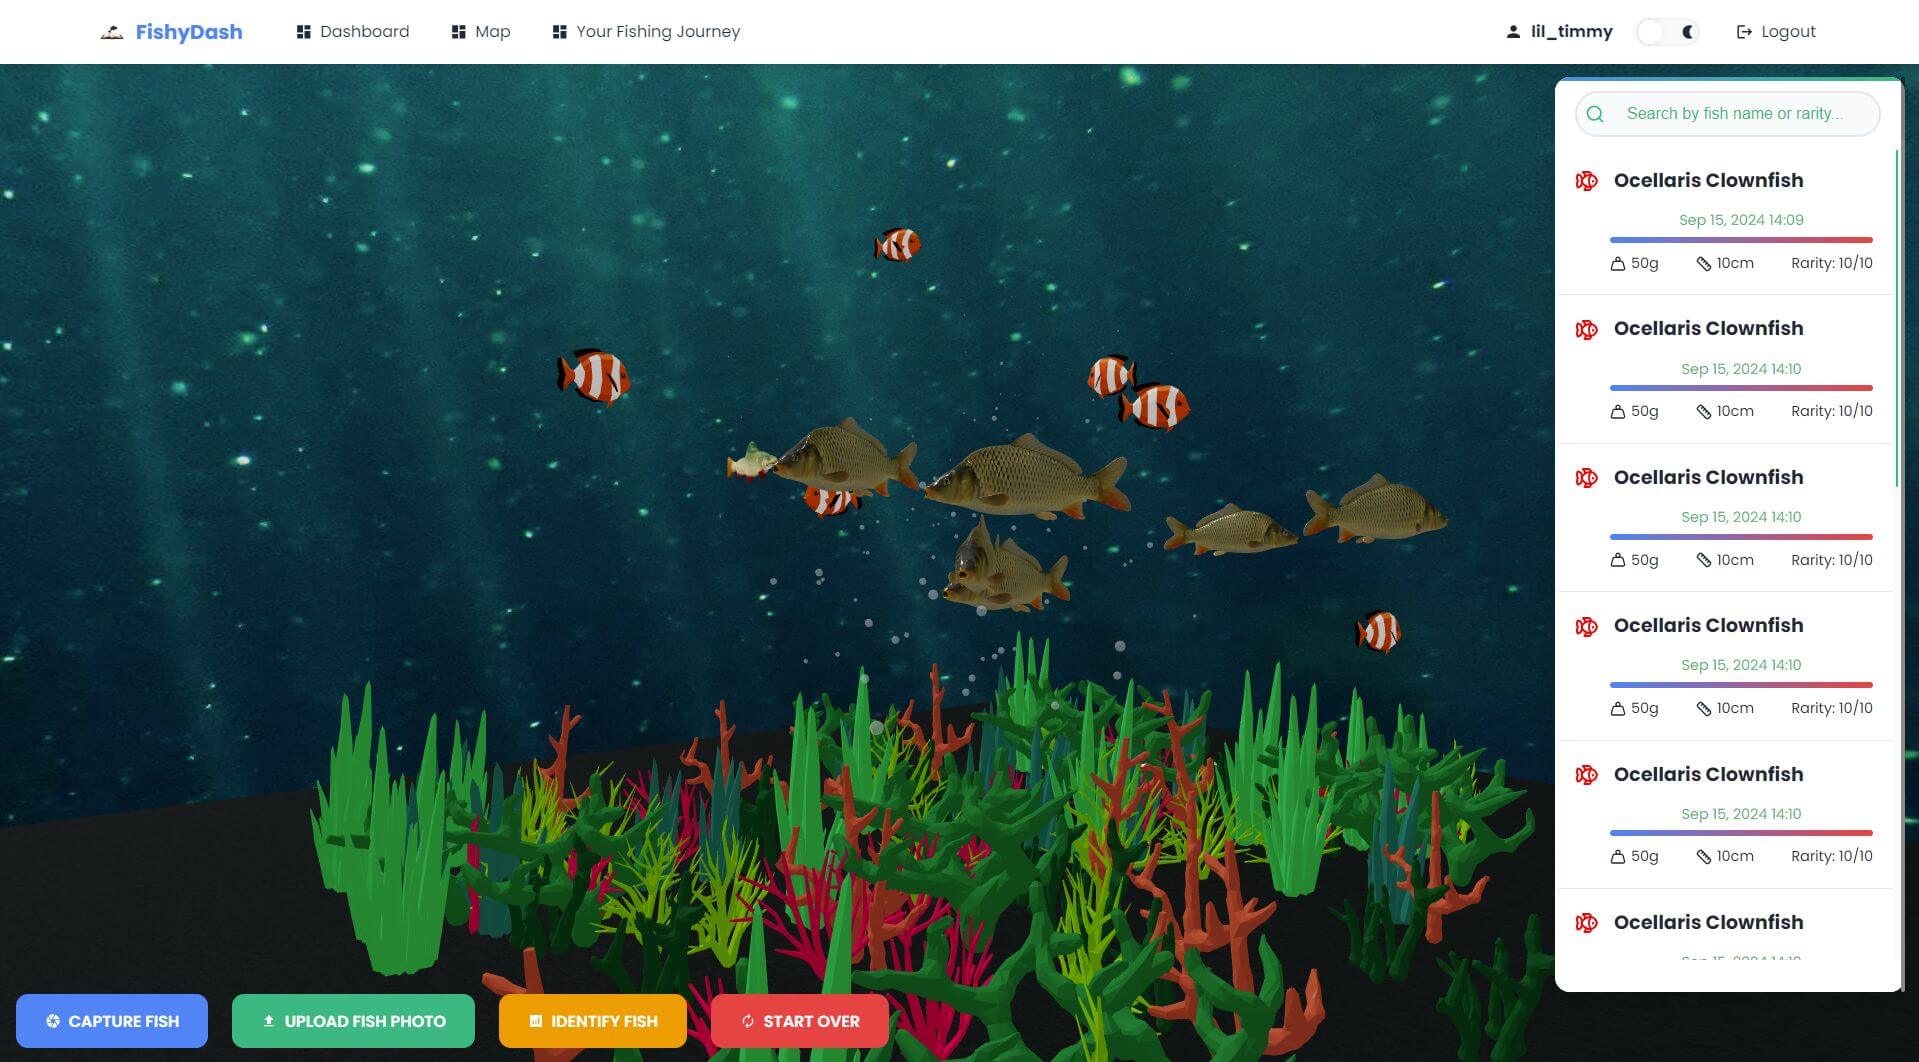 FishyDash
Dashboard
Map
Your Fishing Journey
lil_timmy
Logout
Search by fish name or rarity...
Ocellaris Clownfish
Sep 15, 2024 14:09
50g 10cm Rarity: 10/10
Ocellaris Clownfish
Sep 15, 2024 14:10
50g 10cm Rarity: 10/10
Ocellaris Clownfish
Sep 15, 2024 14:10
50g 10cm Rarity: 10/10
Ocellaris Clownfish
Sep 15, 2024 14:10
50g 10cm Rarity: 10/10
Ocellaris Clownfish
Sep 15, 2024 14:10
50g 10cm Rarity: 10/10
Ocellaris Clownfish
CAPTURE FISH
UPLOAD FISH PHOTO
IDENTIFY FISH
START OVER